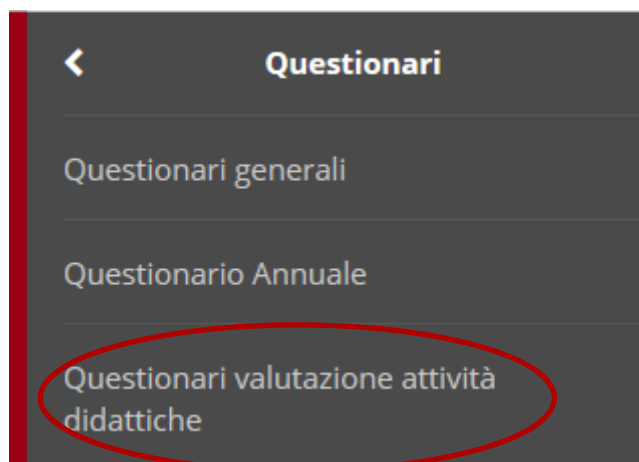 Questionari
Questionari generali
Questionario Annuale
Questionari valutazione attività
didattiche